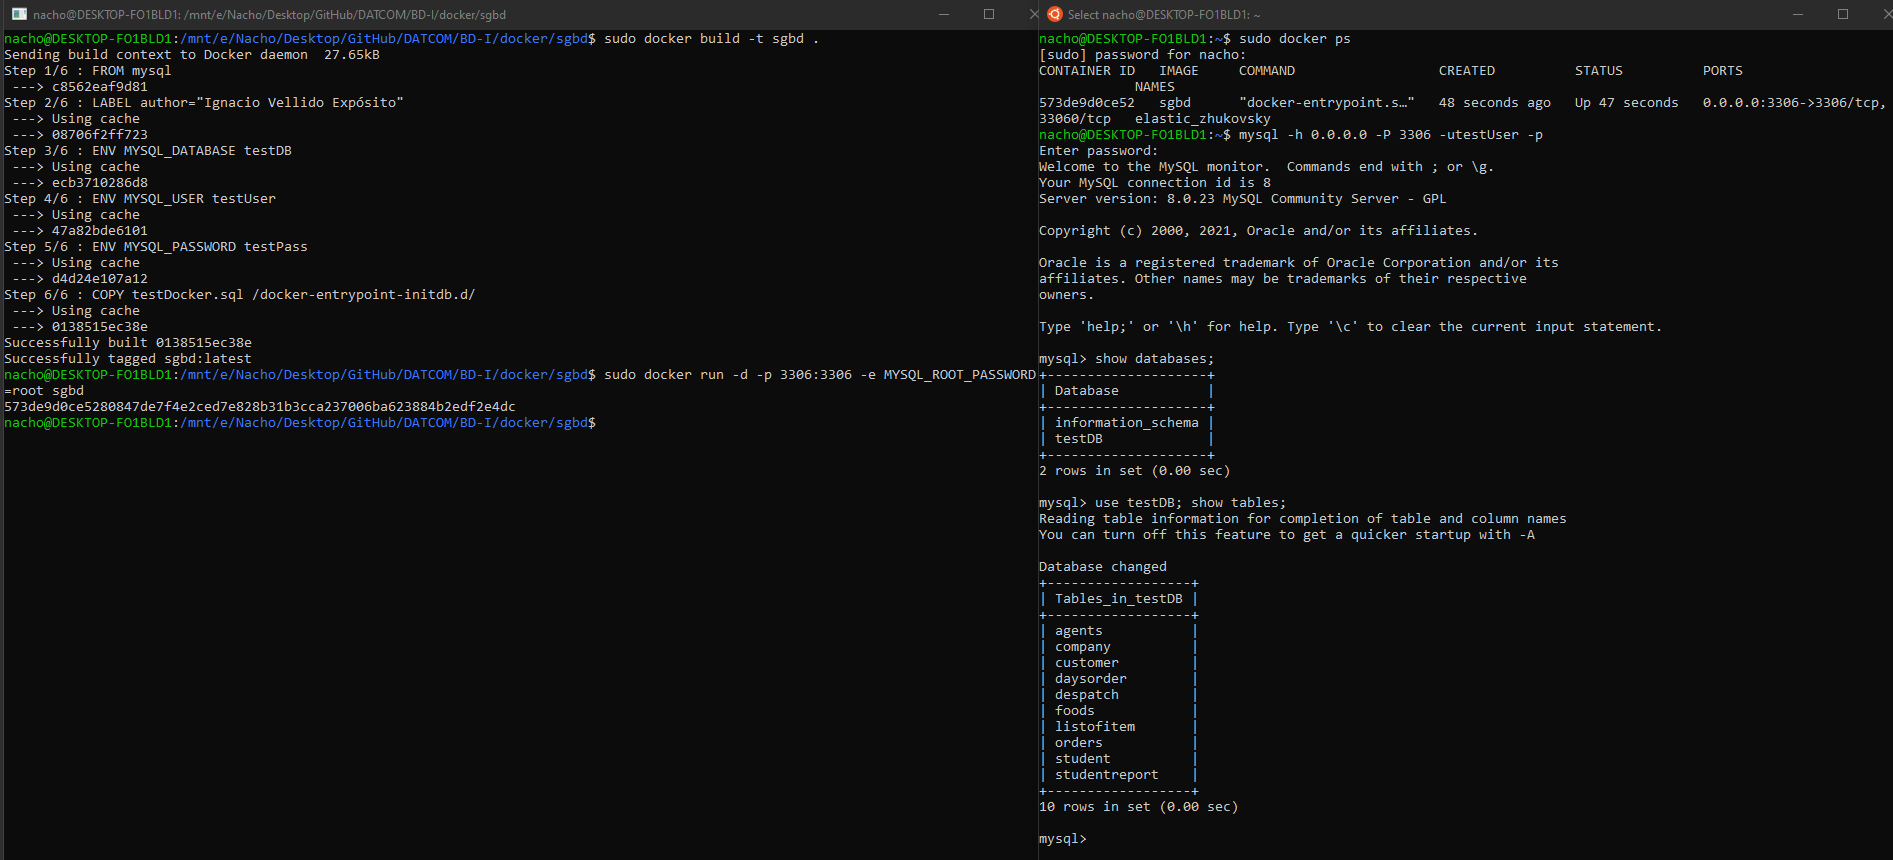 nacho@DESKTOP-FO1BLD1: /mnt/e/Nacho/Desktop/GitHub/DATCOM/BD-I/docker/sgbd
nacho@DESKTOP-FO1BLD1:/mnt/e/Nacho/Desktop/GitHub/DATCOM/BD-I/docker/sgbd$ sudo docker build -t sgbd .
Sending build context to Docker daemon  27.65kB
Step 1/6 : FROM mysql
 ---> c8562eaf9d81
Step 2/6 : LABEL author="Ignacio Vellido Expósito"
 ---> Using cache
 ---> 08706f2ff723
Step 3/6 : ENV MYSQL_DATABASE testDB
 ---> Using cache
 ---> ecb3710286d8
Step 4/6 : ENV MYSQL_USER testUser
 ---> Using cache
 ---> 47a82bde6101
Step 5/6 : ENV MYSQL_PASSWORD testPass
 ---> Using cache
 ---> d4d24e107a12
Step 6/6 : COPY testDocker.sql /docker-entrypoint-initdb.d/
 ---> Using cache
 ---> 0138515ec38e
Successfully built 0138515ec38e
Successfully tagged sgbd:latest
nacho@DESKTOP-FO1BLD1:/mnt/e/Nacho/Desktop/GitHub/DATCOM/BD-I/docker/sgbd$ sudo docker run -d -p 3306:3306 -e MYSQL_ROOT_PASSWORD
=root sgbd
573de9d0ce5280847de7f4e2ced7e828b31b3cca237006ba623884b2edf2e4dc
nacho@DESKTOP-FO1BLD1:/mnt/e/Nacho/Desktop/GitHub/DATCOM/BD-I/docker/sgbd$
Select nacho@DESKTOP-FO1BLD1: ~
nacho@DESKTOP-FO1BLD1:~$ sudo docker ps
[sudo] password for nacho:
CONTAINER ID   IMAGE     COMMAND                  CREATED          STATUS          PORTS
            NAMES
573de9d0ce52   sgbd      "docker-entrypoint.s…"   48 seconds ago   Up 47 seconds   0.0.0.0:3306->3306/tcp,
33060/tcp   elastic_zhukovsky
nacho@DESKTOP-FO1BLD1:~$ mysql -h 0.0.0.0 -P 3306 -utestUser -p
Enter password:
Welcome to the MySQL monitor.  Commands end with ; or \g.
Your MySQL connection id is 8
Server version: 8.0.23 MySQL Community Server - GPL
Copyright (c) 2000, 2021, Oracle and/or its affiliates.
Oracle is a registered trademark of Oracle Corporation and/or its
affiliates. Other names may be trademarks of their respective
owners.
Type 'help;' or '\h' for help. Type '\c' to clear the current input statement.
mysql> show databases;
+--------------------+
| Database           |
+--------------------+
| information_schema |
| testDB             |
+--------------------+
2 rows in set (0.00 sec)
mysql> use testDB; show tables;
Reading table information for completion of table and column names
You can turn off this feature to get a quicker startup with -A
Database changed
+------------------+
| Tables_in_testDB |
+------------------+
| agents           |
| company          |
| customer         |
| daysorder        |
| despatch         |
| foods            |
| listofitem       |
| orders           |
| student          |
| studentreport    |
+------------------+
10 rows in set (0.00 sec)
mysql>